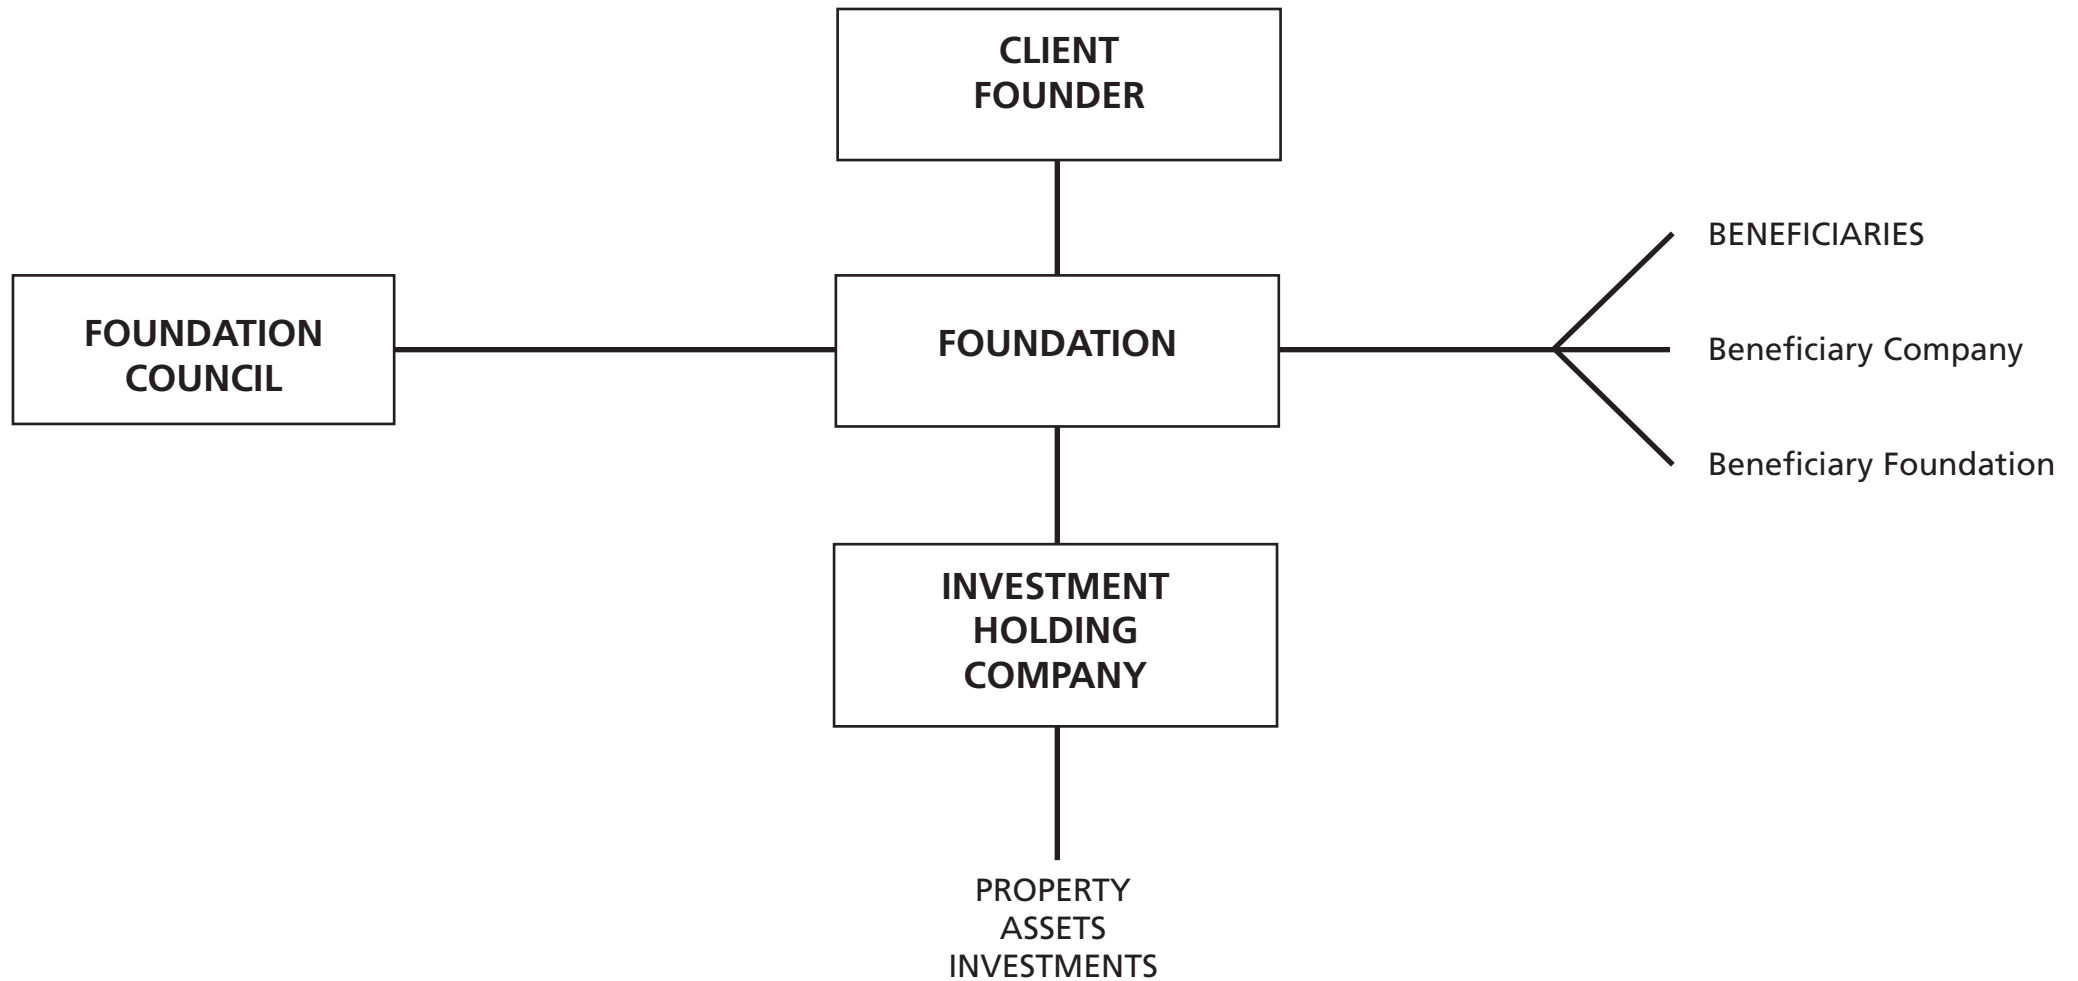 CLIENT
FOUNDER
BENEFICIARIES
FOUNDATION
COUNCIL
FOUNDATION
Beneficiary Company
Beneficiary Foundation
INVESTMENT
HOLDING
COMPANY
PROPERTY
ASSETS
INVESTMENTS